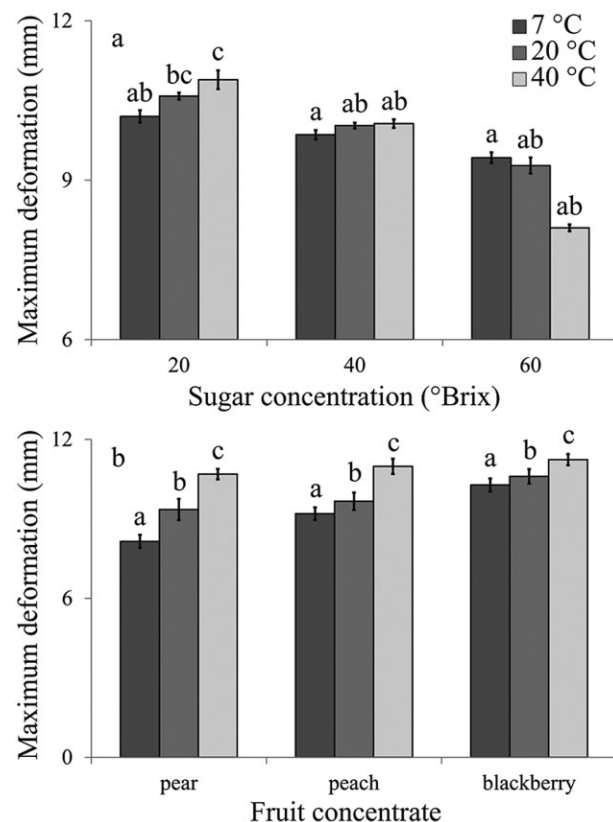 12
a
7 °C
20 °C
40 °C
ab bc c
a ab ab
a ab ab
Maximum deformation (mm)
9
6
20 40 60
Sugar concentration (°Brix)
12
b
a b c
a b c
a b c
Maximum deformation (mm)
6
0
pear peach blackberry
Fruit concentrate